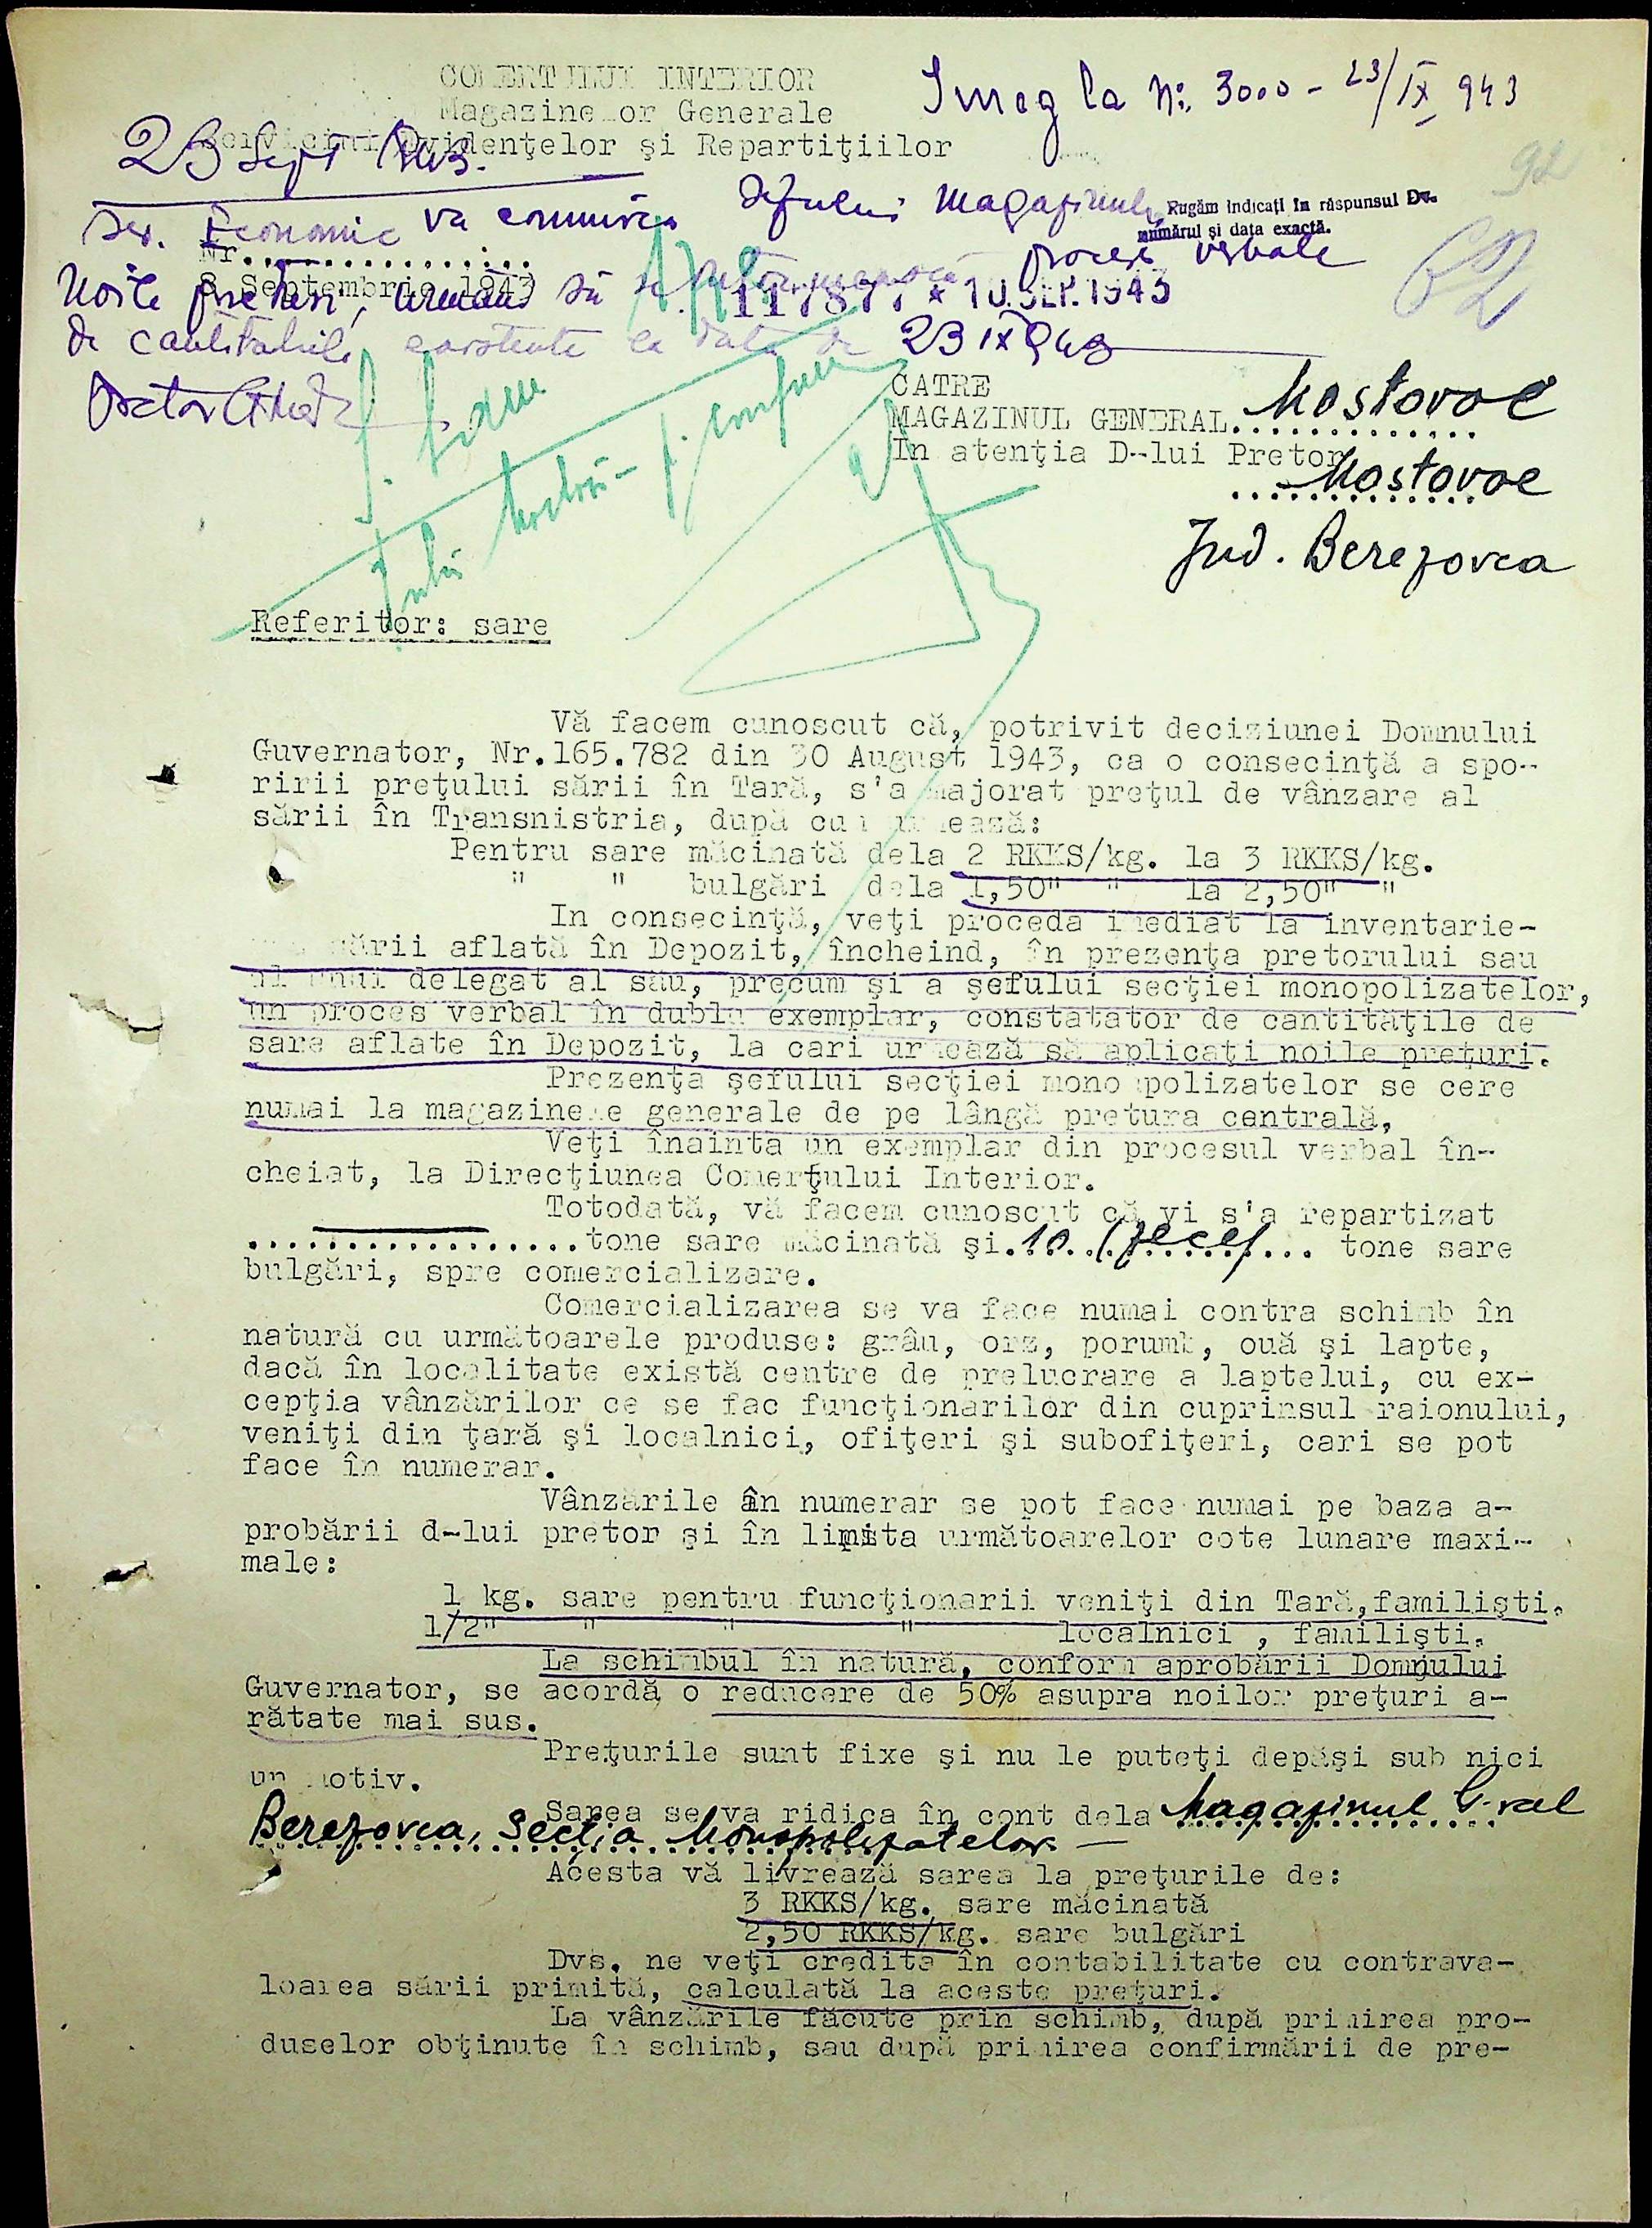 COMERTULUI INTERIOR
Magazinelor Generale
Serviciul Evidenţelor şi Repartiţiilor
Inreg la Nr. 3000 - 23/IX 943
92
23 Sept 1943.
Serv. Economic va comunica Şefului Magazinului
Rugăm indicaţi în răspunsul Dv.
numărul şi data exactă.
Nr................
8 Septembrie 1943
Noile preturi, urmând să se procese verbale
10. SEP. 1943
de cantitatile existente la data de 23 IX 943
CATRE
MAGAZINUL GENERAL Mostovoe
In atenţia D-lui Pretor
Mostovoe
Jud. Berezovca
Referitor: sare
Vă facem cunoscut că, potrivit deciziunei Domnului
Guvernator, Nr.165.782 din 30 August 1943, ca o consecinţă a spo-
ririi preţului sării în Tară, s'a majorat preţul de vânzare al
sării în Transnistria, după cum urmează:
Pentru sare măcinată dela 2 RKKS/kg. la 3 RKKS/kg.
" " bulgări dela 1,50" " la 2,50" "
In consecinţă, veţi proceda imediat la inventarie-
sării aflată în Depozit, încheind, în prezenţa pretorului sau
al unui delegat al său, precum şi a şefului secţiei monopolizatelor,
un proces verbal în dublu exemplar, constatator de cantităţile de
sare aflate în Depozit, la cari urmează să aplicaţi noile preţuri.
Prezenţa şefului secţiei mono polizatelor se cere
numai la magazinele generale de pe lângă pretura centrală,
Veţi înainta un exemplar din procesul verbal în-
cheiat, la Direcţiunea Comerţului Interior.
Totodată, vă facem cunoscut că vi s'a repartizat
..................tone sare măcinată şi 10 (zece) tone sare
bulgări, spre comercializare.
Comercializarea se va face numai contra schimb în
natură cu următoarele produse: grâu, orz, porumb, ouă şi lapte,
dacă în localitate există centre de prelucrare a laptelui, cu ex-
cepţia vânzărilor ce se fac funcţionarilor din cuprinsul raionului,
veniţi din ţară şi localnici, ofiţeri şi subofiţeri, cari se pot
face în numerar.
Vânzările în numerar se pot face numai pe baza a-
probării d-lui pretor şi în limita următoarelor cote lunare maxi-
male:
1 kg. sare pentru funcţionarii veniţi din Tară,familişti.
1/2" " " " localnici , familişti.
La schimbul în natură, conform aprobării Domnului
Guvernator, se acordă o reducere de 50% asupra noilor preţuri a-
rătate mai sus.
Preţurile sunt fixe şi nu le puteţi depăşi sub nici
un motiv.
Sarea se va ridica în cont dela Magazinul G-ral
Berezovca, Secţia Monopolizatelor
Acesta vă livrează sarea la preţurile de:
3 RKKS/kg. sare măcinată
2,50 RKKS/kg. sare bulgări
Dvs. ne veţi credita în contabilitate cu contrava-
loarea sării primită, calculată la aceste preţuri.
La vânzările făcute prin schimb, după primirea pro-
duselor obţinute în schimb, sau după primirea confirmării de pre-